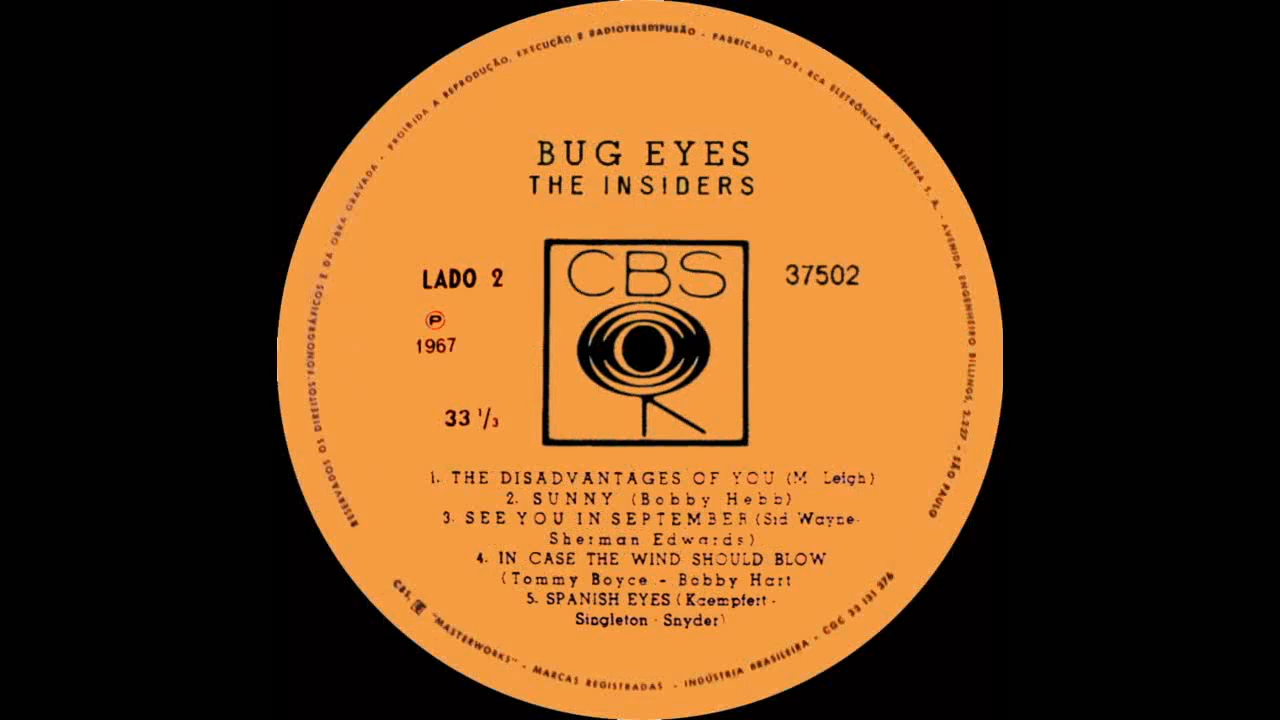 RESERVADOS OS DIREITOS FONOGRÁFICOS E DA OBRA GRAVADA - PROIBIDA A REPRODUÇÃO, EXECUÇÃO E RADIOTELEDIFUSÃO - FABRICADO POR: RCA ELETRÔNICA BRASILEIRA S. A. - AVENIDA ENGENHEIRO BILLINGS, 2.227 - SÃO PAULO
BUG EYES
THE INSIDERS
CBS
LADO 2
37502
P
1967
33 1/3
1. THE DISADVANTAGES OF YOU (M. Leigh)
2. SUNNY (Bobby Hebb)
3. SEE YOU IN SEPTEMBER (Sid Wayne-
Sherman Edwards)
4. IN CASE THE WIND SHOULD BLOW
(Tommy Boyce - Bobby Hart
5. SPANISH EYES (Kaempfert -
Singleton - Snyder)
CBS, "MASTERWORKS" - MARCAS REGISTRADAS - INDÚSTRIA BRASILEIRA - CGC 33 131 376